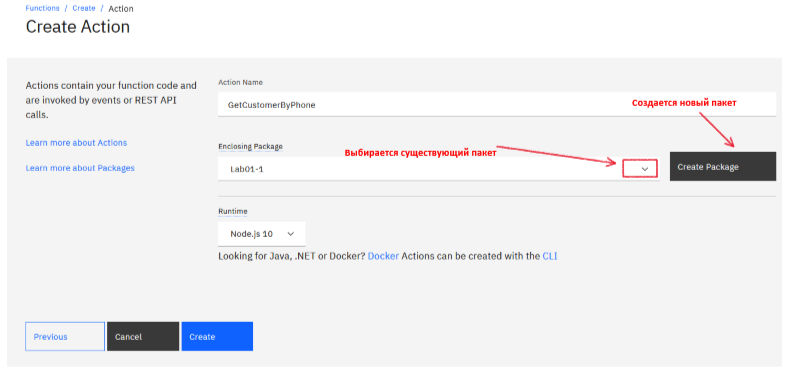 Functions / Create / Action
Create Action
Actions contain your function code and
are invoked by events or REST API
calls.
Learn more about Actions
Learn more about Packages
Action Name
GetCustomerByPhone
Создается новый пакет
Enclosing Package
Выбирается существующий пакет
Lab01-1
Create Package
Runtime
Node.js 10
Looking for Java, .NET or Docker? Docker Actions can be created with the CLI
Previous
Cancel
Create